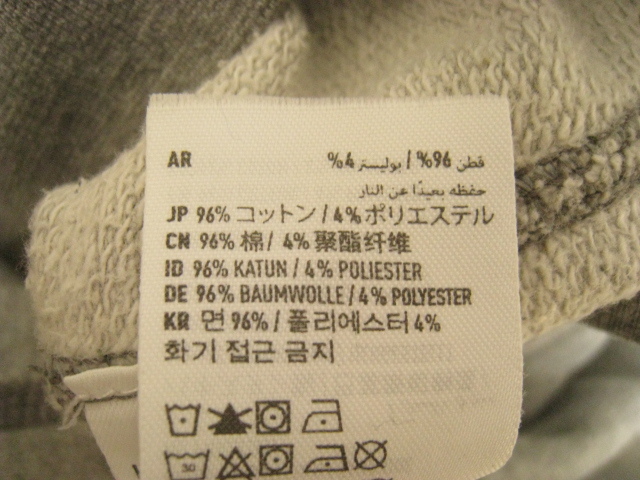 AR قطن 96% / بوليستر 4%
حفظه بعيدًا عن النار
JP 96% コットン / 4% ポリエステル
CN 96% 棉 / 4% 聚酯纤维
ID 96% KATUN / 4% POLIESTER
DE 96% BAUMWOLLE / 4% POLYESTER
KR 면 96% / 폴리에스터 4%
화기 접근 금지
30